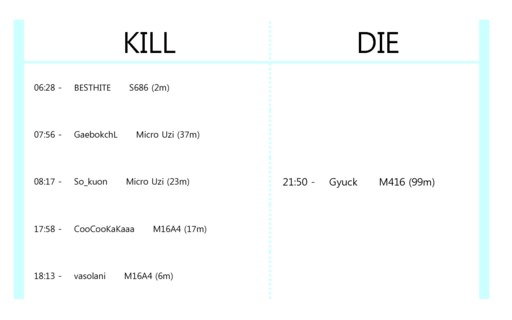 KILL
DIE
06:28 - BESTHITE S686 (2m)
07:56 - GaebokchL Micro Uzi (37m)
08:17 - So_kuon Micro Uzi (23m)
17:58 - CooCooKaKaaa M16A4 (17m)
18:13 - vasolani M16A4 (6m)
21:50 - Gyuck M416 (99m)